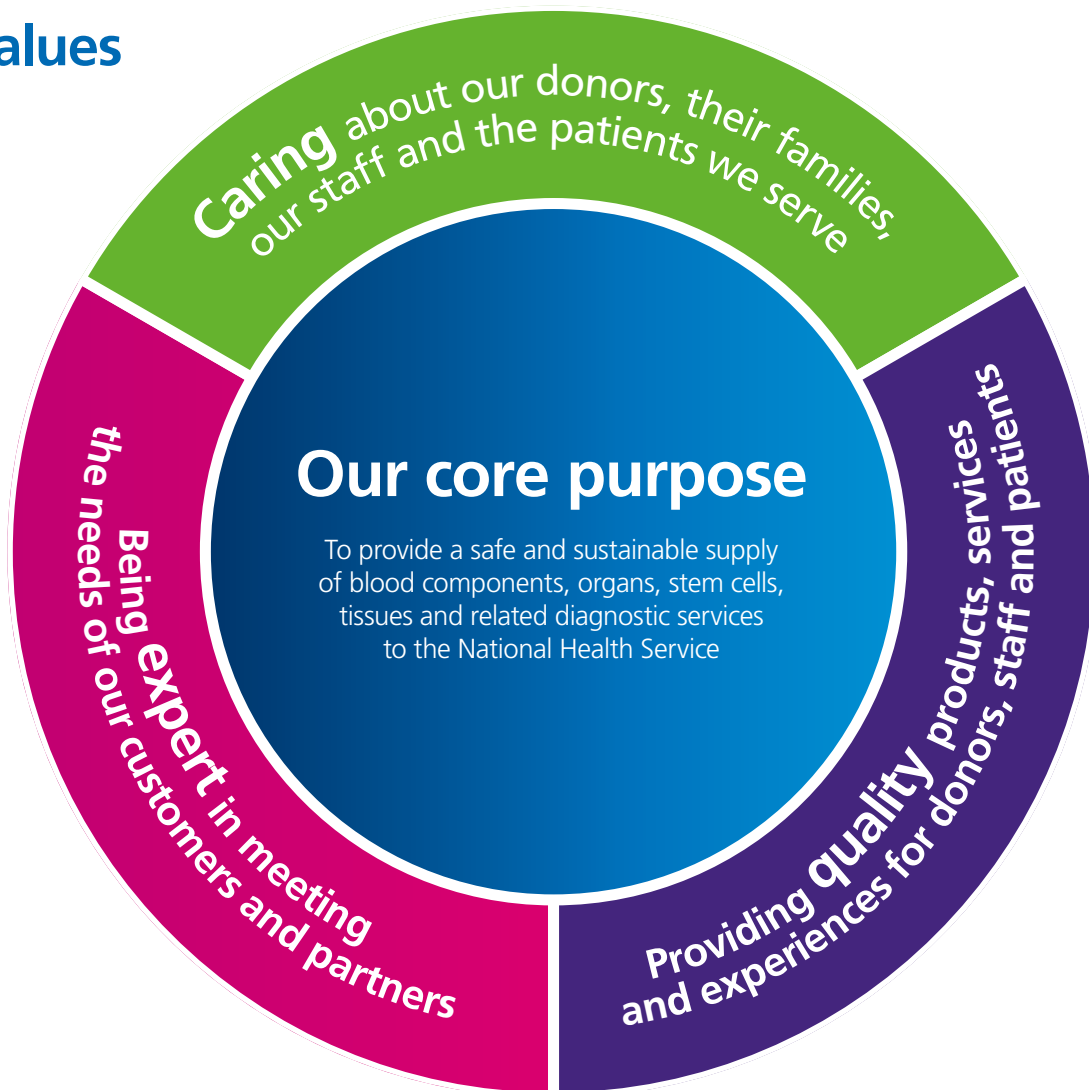 alues
Caring about our donors, their families,
our staff and the patients we serve
Our core purpose
To provide a safe and sustainable supply
of blood components, organs, stem cells,
tissues and related diagnostic services
to the National Health Service
Being expert in meeting
the needs of our customers and partners
Providing quality products, services
and experiences for donors, staff and patients